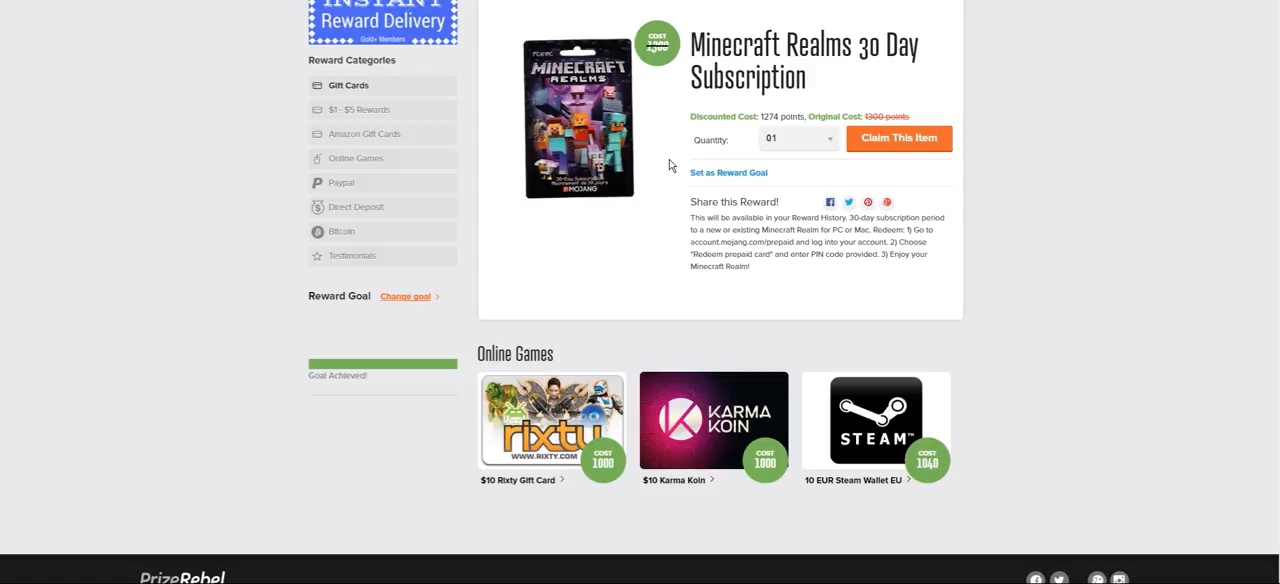 INSTANT
Reward Delivery
Gold+ Members
Reward Categories
Gift Cards
$1 - $5 Rewards
Amazon Gift Cards
Online Games
Paypal
Direct Deposit
Bitcoin
Testimonials
Reward Goal Change goal >
Goal Achieved!
COST
1300
PC & MAC
MINECRAFT
REALMS
MOJANG
Minecraft Realms 30 Day
Subscription
Discounted Cost: 1274 points, Original Cost: 1300 points
Quantity: 01 Claim This Item
Set as Reward Goal
Share this Reward!
This will be available in your Reward History. 30-day subscription period
to a new or existing Minecraft Realm for PC or Mac. Redeem: 1) Go to
account.mojang.com/prepaid and log into your account. 2) Choose
"Redeem prepaid card" and enter PIN code provided. 3) Enjoy your
Minecraft Realm!
Online Games
rixty
WWW.RIXTY.COM
COST
1000
$10 Rixty Gift Card >
KARMA
KOIN
COST
1000
$10 Karma Koin >
STEAM™
COST
1040
10 EUR Steam Wallet EU >
PrizeRebel